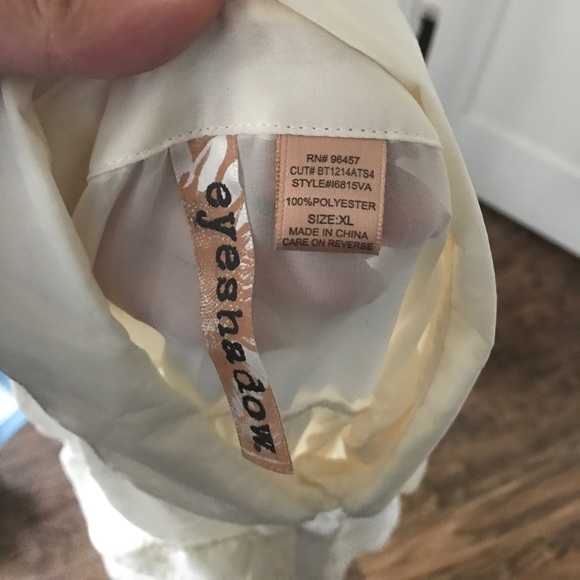 eyeshadow
RN# 96457
CUT# BT1214ATS4
STYLE#I6815VA
100%POLYESTER
SIZE:XL
MADE IN CHINA
CARE ON REVERSE